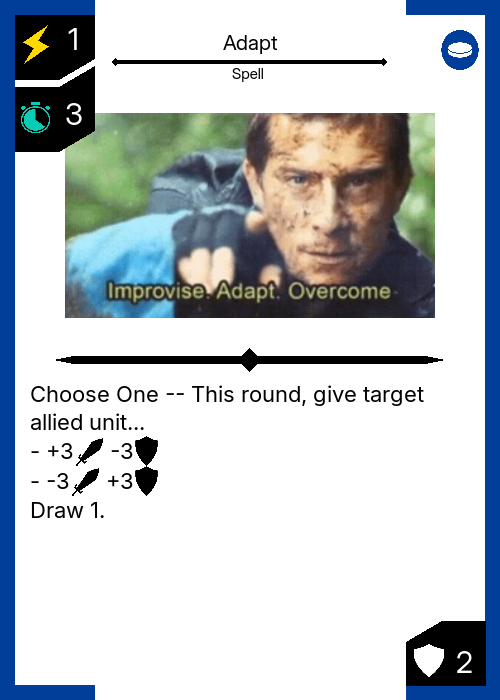 1
Adapt
Spell
3
Improvise. Adapt. Overcome
Choose One -- This round, give target
allied unit...
- +3 -3
- -3 +3
Draw 1.
2